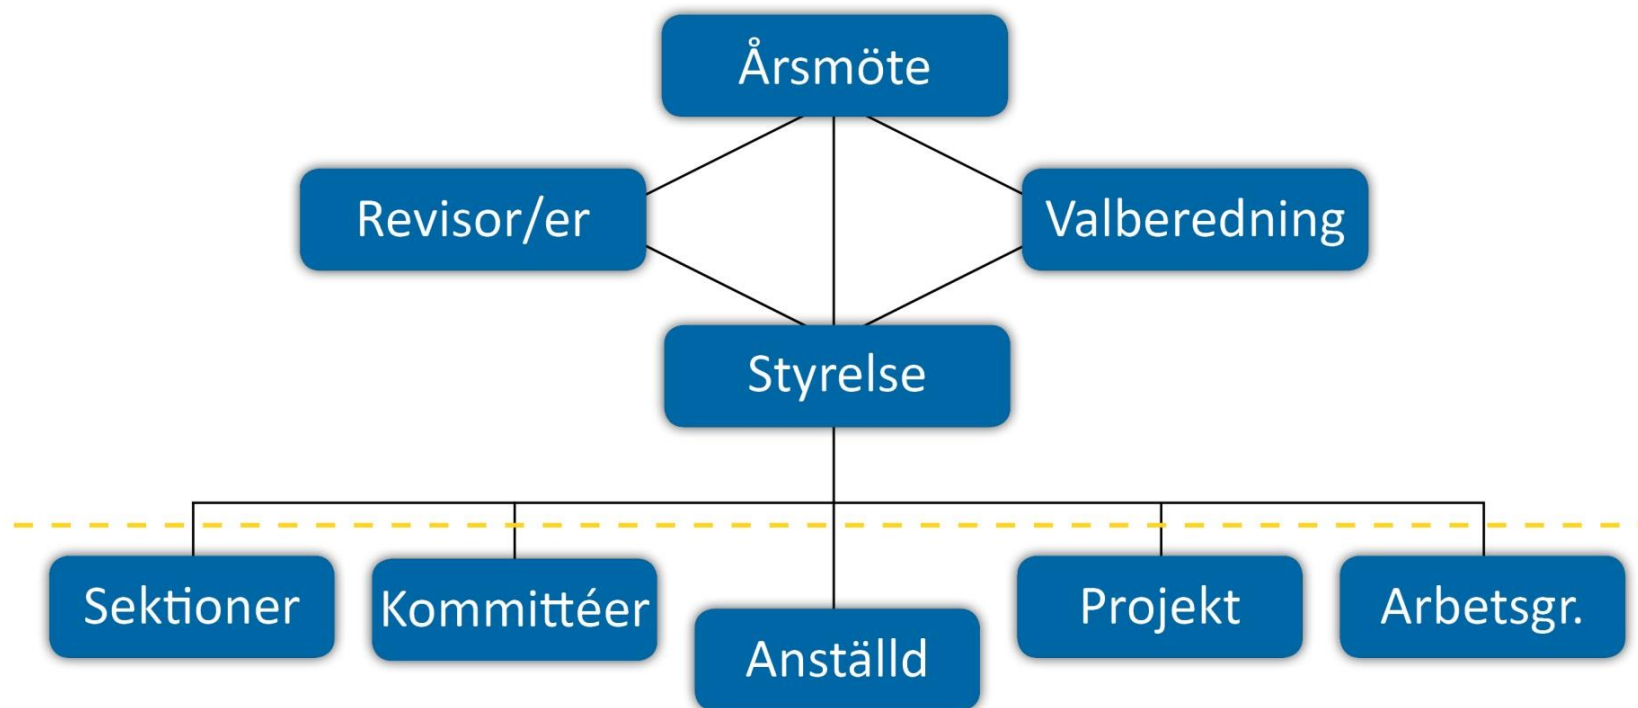 Årsmöte
Revisor/er
Valberedning
Styrelse
Sektioner
Kommittéer
Anställd
Projekt
Arbetsgr.